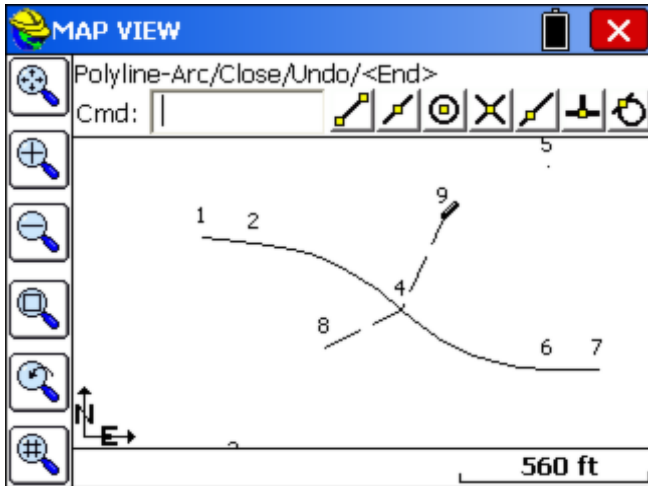 MAP VIEW
Polyline-Arc/Close/Undo/<End>
Cmd:
5
9
1 2
4
8
6 7
N
E
560 ft